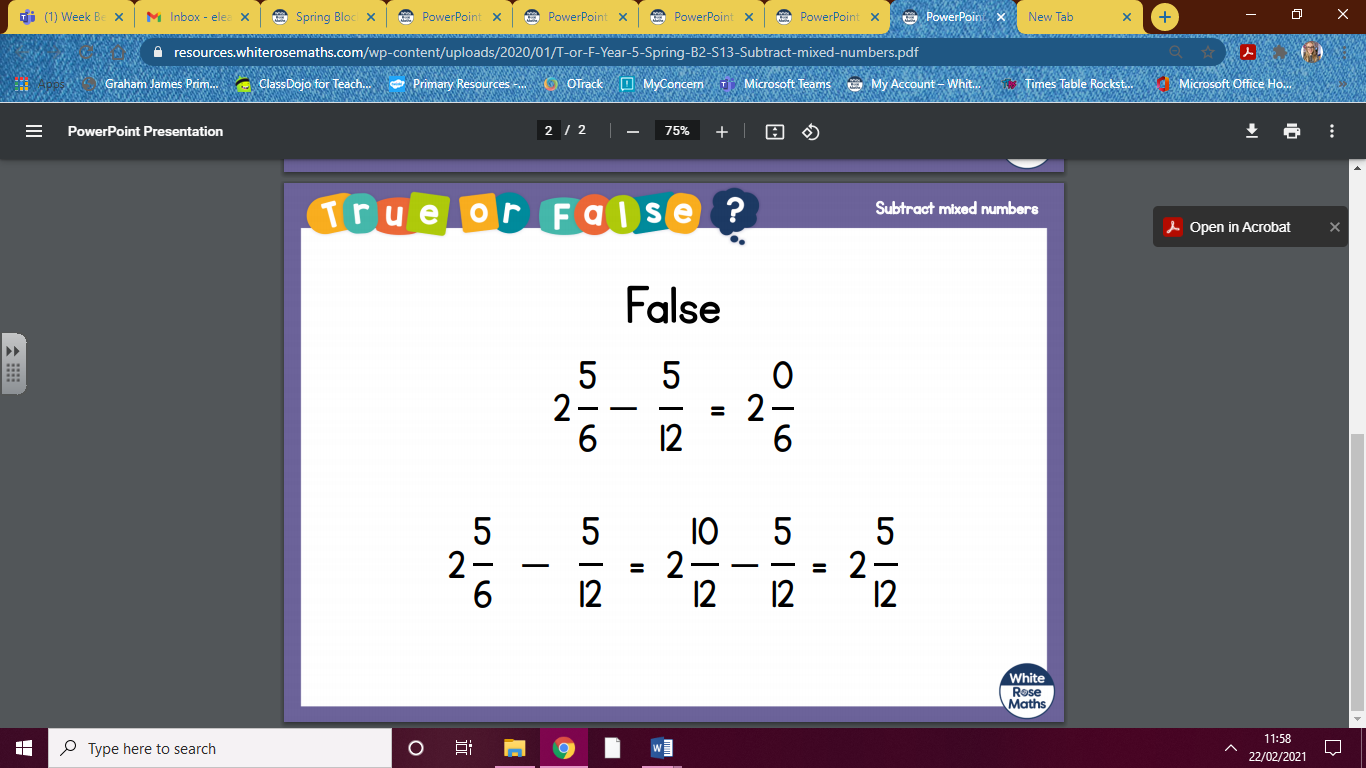 (1) Week Be
Inbox - elea
Spring Bloc
PowerPoint
PowerPoint
PowerPoint
PowerPoint
PowerPoint
New Tab
resources.whiterosemaths.com/wp-content/uploads/2020/01/T-or-F-Year-5-Spring-B2-S13-Subtract-mixed-numbers.pdf
Apps
Graham James Prim...
ClassDojo for Teach...
Primary Resources -...
OTrack
MyConcern
Microsoft Teams
My Account – Whit...
Times Table Rockst...
Microsoft Office Ho...
PowerPoint Presentation
2 / 2
75%
Open in Acrobat
True or False ?
Subtract mixed numbers
False
2 5/6 — 5/12 = 2 0/6
2 5/6 — 5/12 = 2 10/12 — 5/12 = 2 5/12
White
Rose
Maths
Type here to search
11:58
22/02/2021